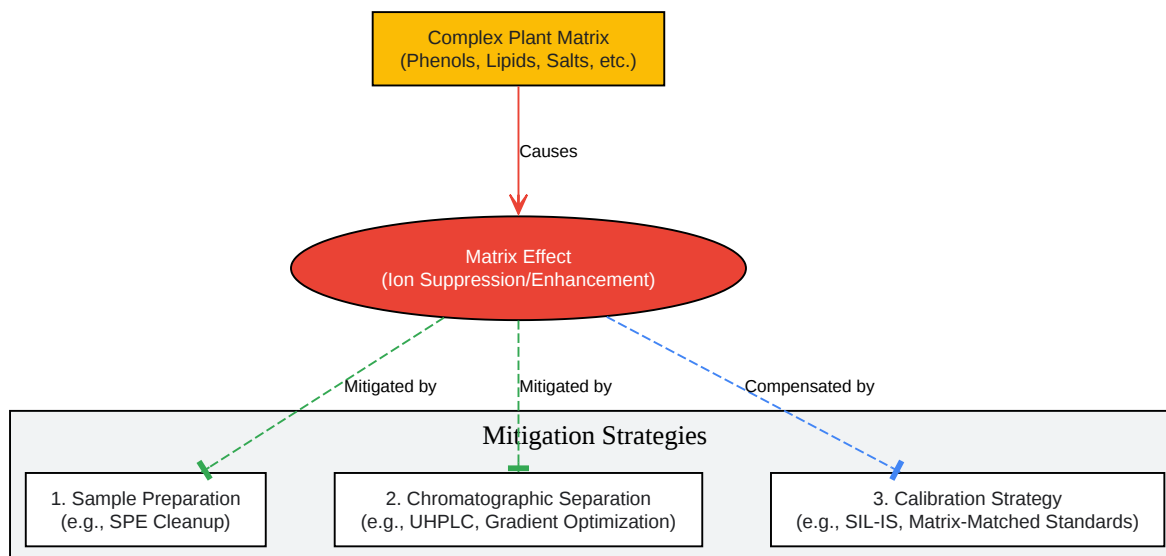 Complex Plant Matrix
(Phenols, Lipids, Salts, etc.)
Causes
Matrix Effect
(Ion Suppression/Enhancement)
Mitigated by
Mitigated by
Compensated by
Mitigation Strategies
1. Sample Preparation
(e.g., SPE Cleanup)
2. Chromatographic Separation
(e.g., UHPLC, Gradient Optimization)
3. Calibration Strategy
(e.g., SIL-IS, Matrix-Matched Standards)